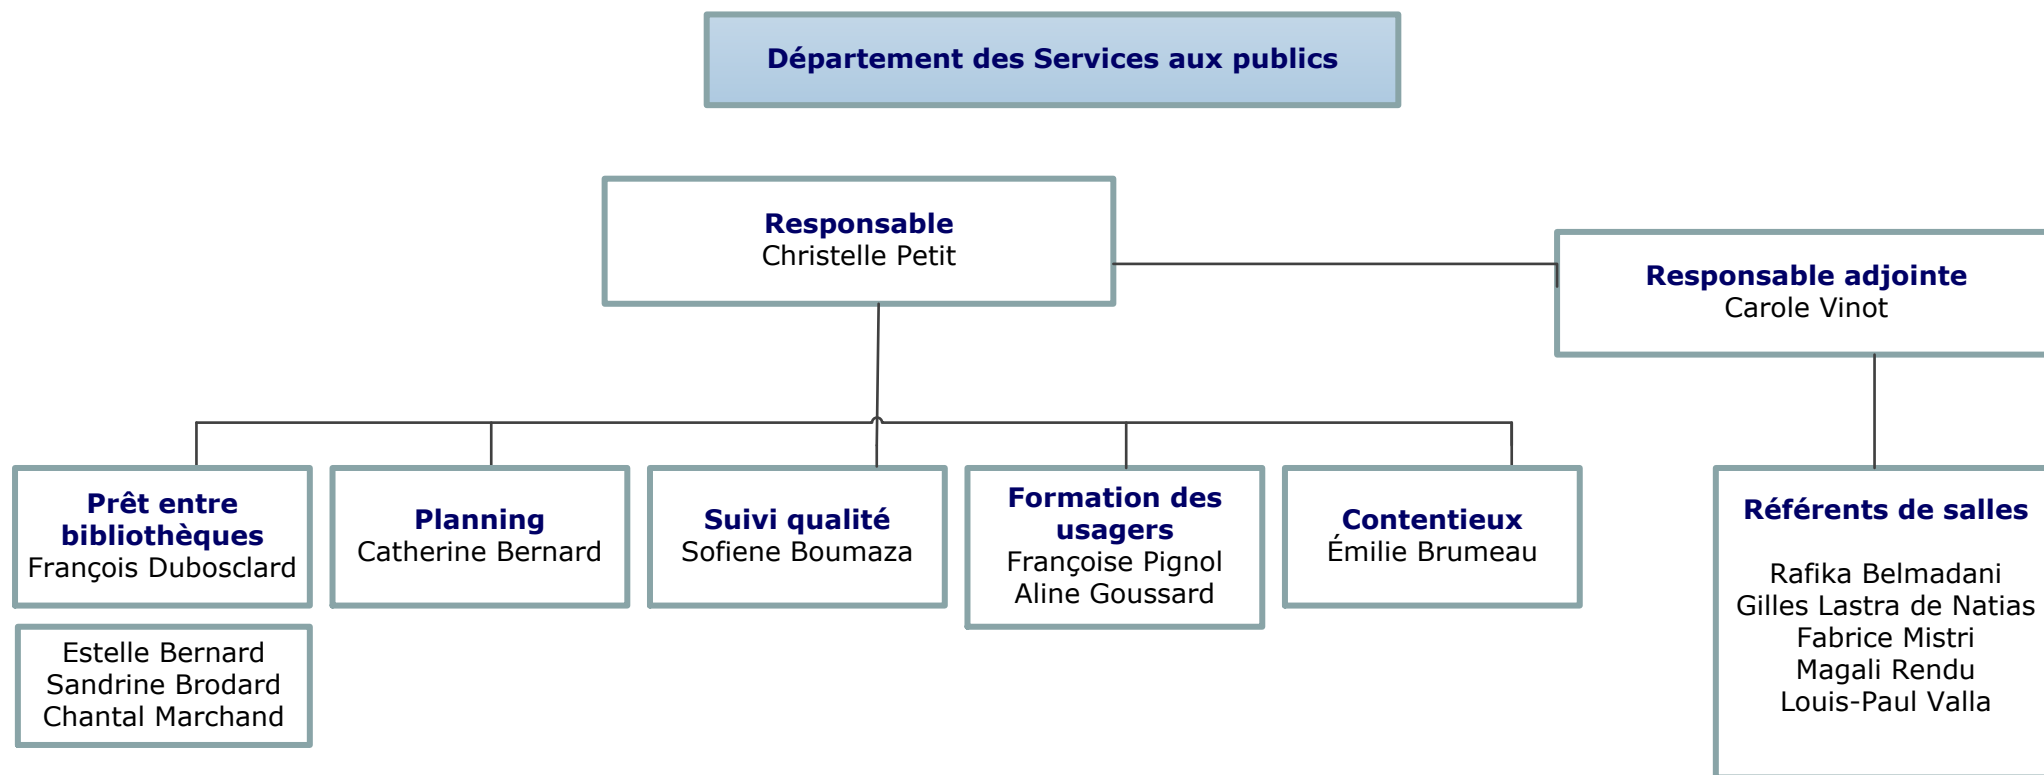 Département des Services aux publics
Responsable
Christelle Petit
Responsable adjointe
Carole Vinot
Prêt entre
bibliothèques
François Dubosclard
Estelle Bernard
Sandrine Brodard
Chantal Marchand
Planning
Catherine Bernard
Suivi qualité
Sofiene Boumaza
Formation des
usagers
Françoise Pignol
Aline Goussard
Contentieux
Émilie Brumeau
Référents de salles
Rafika Belmadani
Gilles Lastra de Natias
Fabrice Mistri
Magali Rendu
Louis-Paul Valla